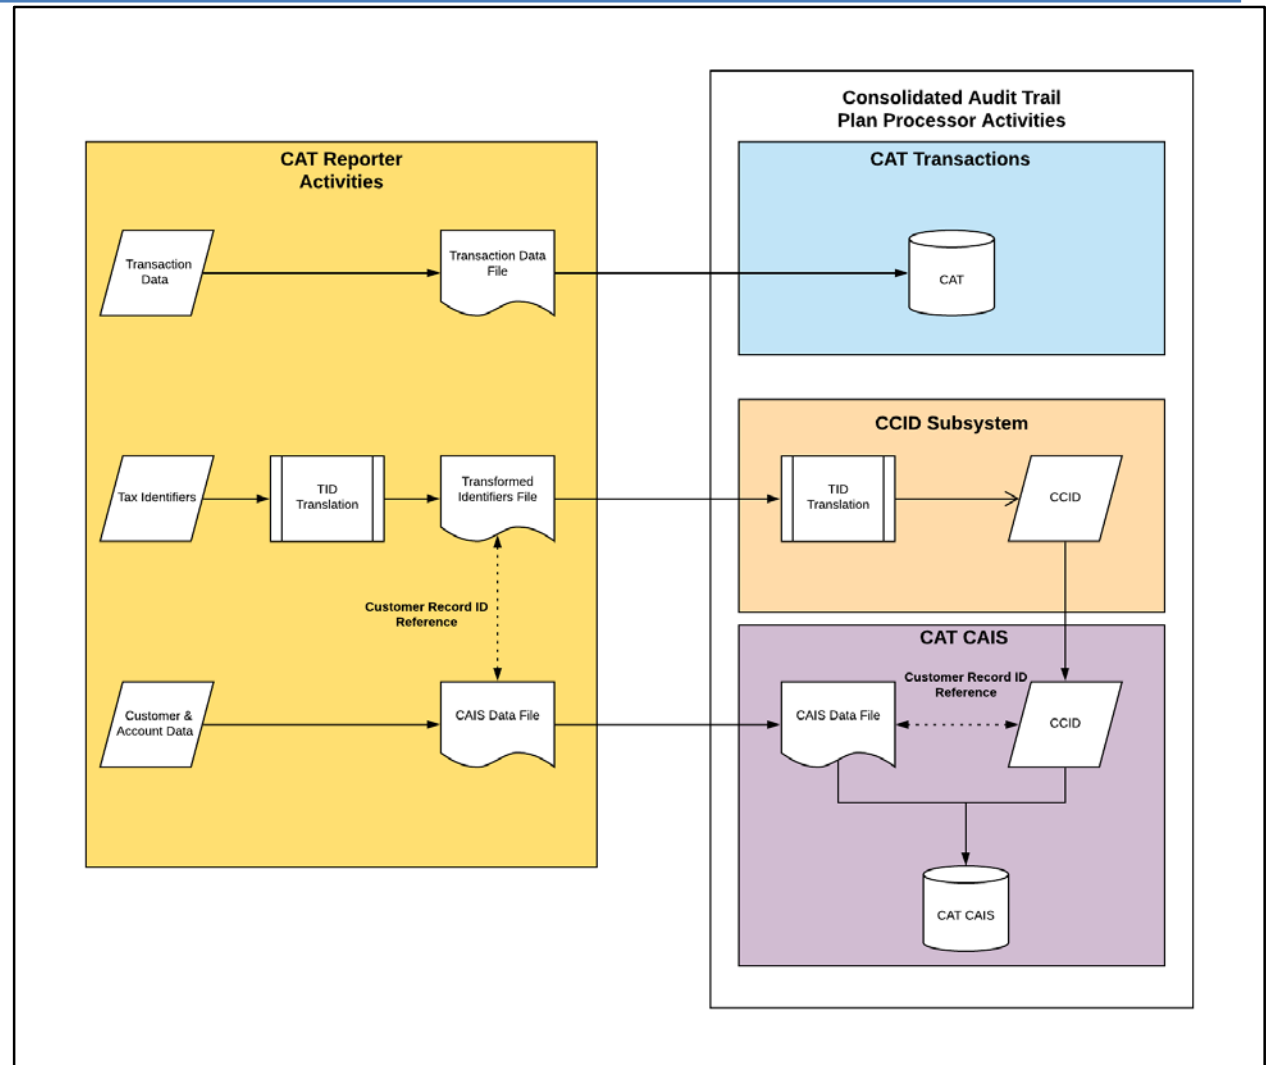 Consolidated Audit Trail
Plan Processor Activities
CAT Reporter
Activities
CAT Transactions
Transaction
Data
Transaction Data
File
CAT
CCID Subsystem
Tax Identifiers
TID
Translation
Transformed
Identifiers File
TID
Translation
CCID
Customer Record ID
Reference
CAT CAIS
Customer Record ID
Reference
Customer &
Account Data
CAIS Data File
CAIS Data File
CCID
CAT CAIS